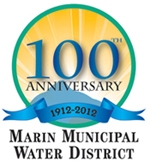 100TH
ANNIVERSARY
1912-2012
MARIN MUNICIPAL
WATER DISTRICT